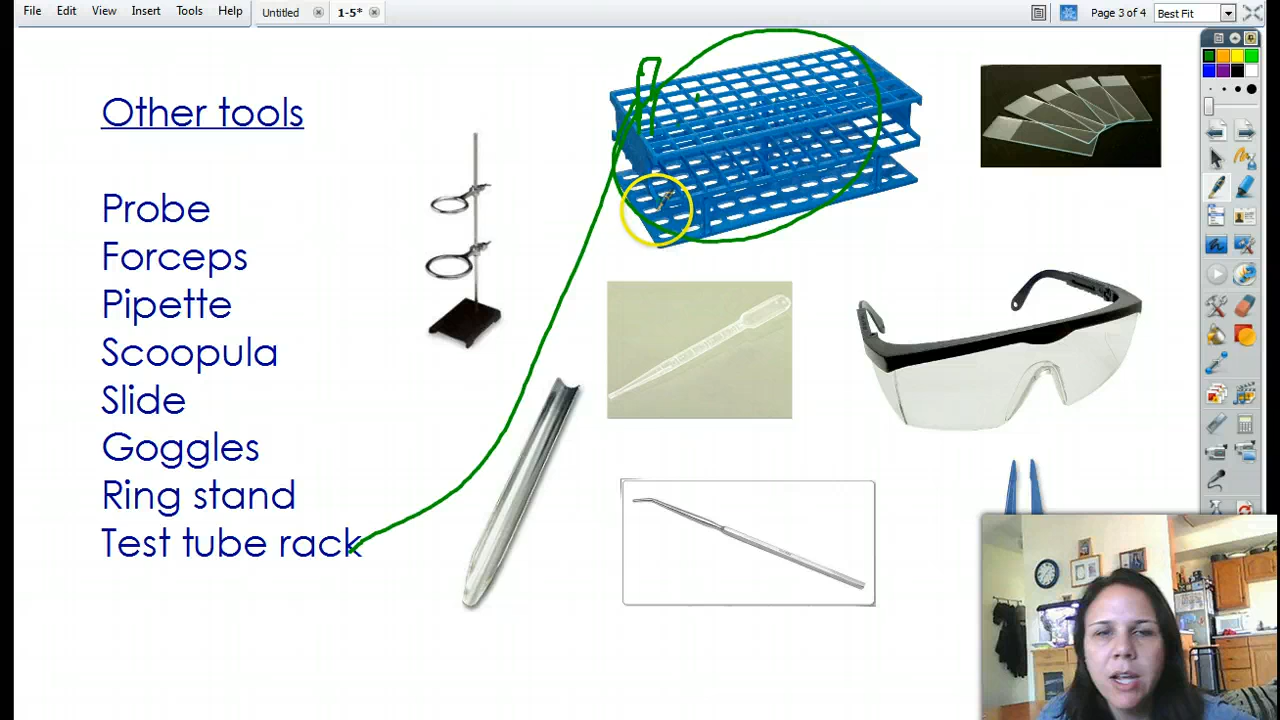 File Edit View Insert Tools Help Untitled 1-5* Page 3 of 4 Best Fit
Other tools
Probe
Forceps
Pipette
Scoopula
Slide
Goggles
Ring stand
Test tube rack